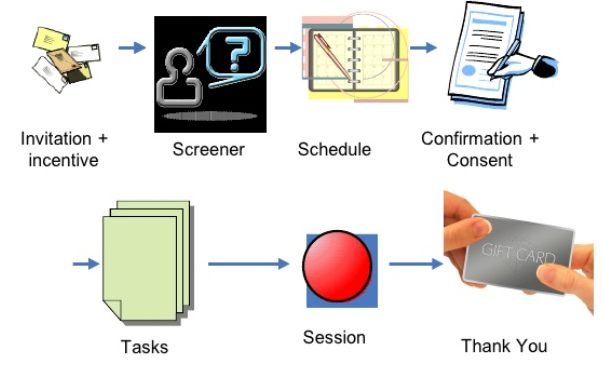 Invitation +
incentive
Screener
Schedule
Confirmation +
Consent
?
GIFT CARD
Tasks
Session
Thank You